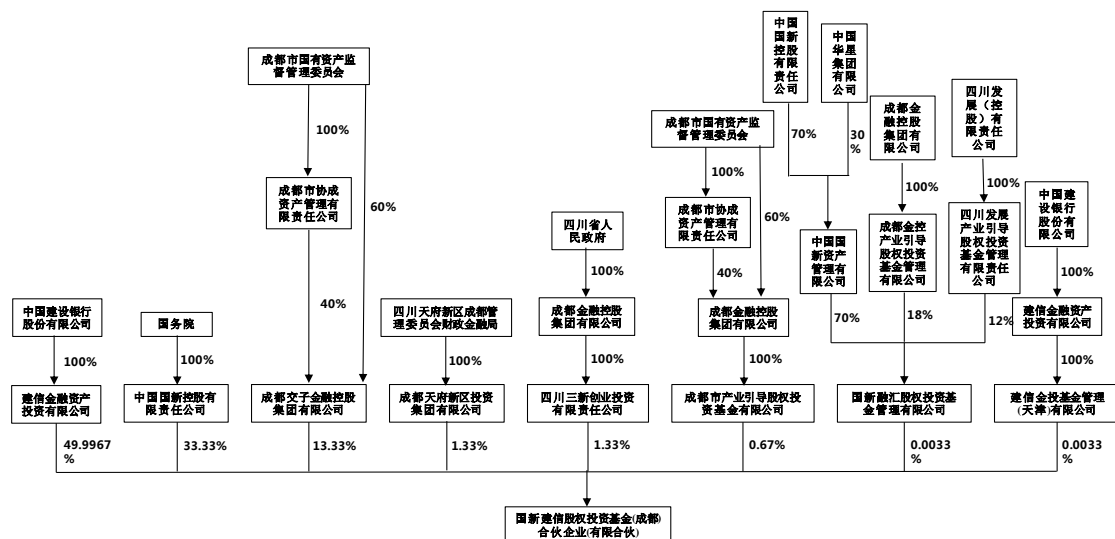 中国
国新
控股
有限
责任
公司
中国
华星
集团
有限
公司
成都市国有资产监
督管理委员会
成都金
融控股
集团有
限公司
四川发
展（控
股）有
限责任
公司
成都市国有资产监
督管理委员会
100%
70%
30
%
60%
100%
100%
100%
成都市协成
资产管理有
限责任公司
四川省人
民政府
成都市协成
资产管理有
限责任公司
60%
中国国
新资产
管理有
限公司
成都金控
产业引导
股权投资
基金管理
有限公司
四川发展
产业引导
股权投资
基金管理
有限责任
公司
中国建
设银行
股份有
限公司
40%
100%
40%
100%
中国建设银行
股份有限公司
国务院
四川天府新区成都管
理委员会财政金融局
成都金融控股
集团有限公司
成都金融控股
集团有限公司
70%
18%
12%
建信金融资产
投资有限公司
100%
100%
100%
100%
100%
100%
建信金融资产
投资有限公司
中国国新控股有
限责任公司
成都交子金融控股
集团有限公司
成都天府新区投资
集团有限公司
四川三新创业投
资有限责任公司
成都市产业引导股权投
资基金有限公司
国新融汇股权投资基
金管理有限公司
建信金投基金管理
(天津)有限公司
49.9967
%
33.33%
13.33%
1.33%
1.33%
0.67%
0.0033
%
0.0033
%
国新建信股权投资基金(成都)
合伙企业(有限合伙)